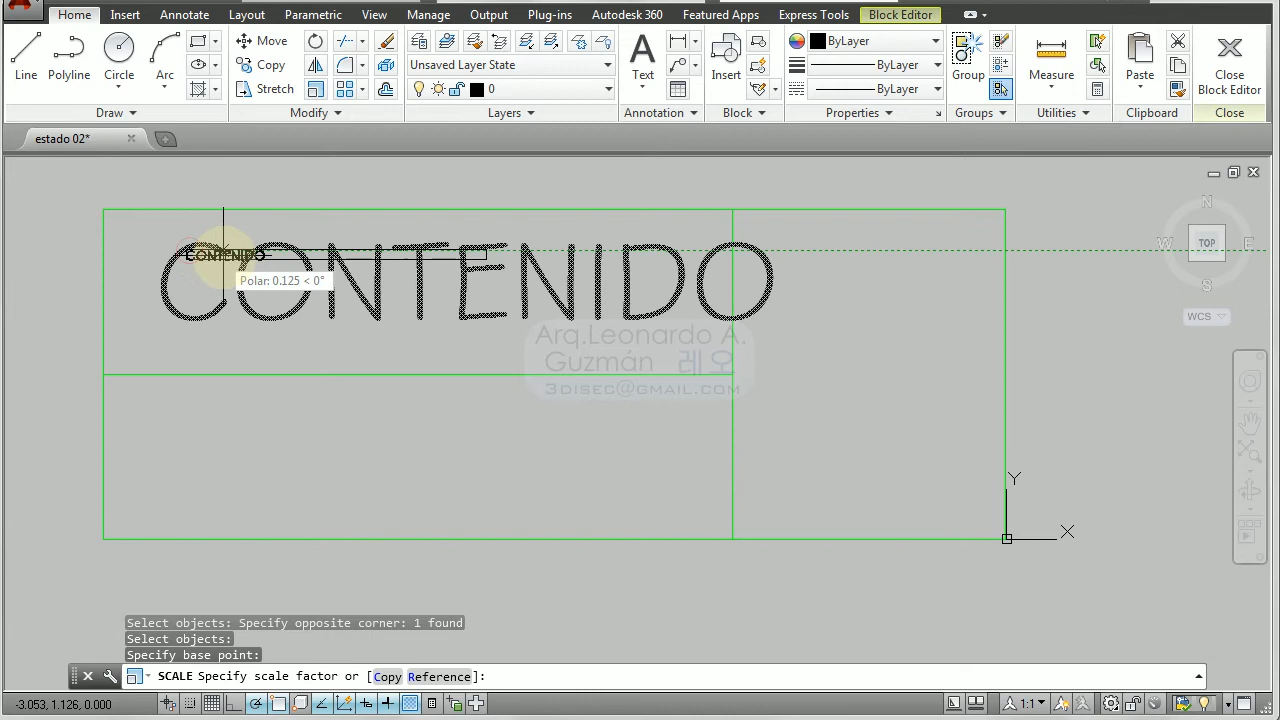 Home Insert Annotate Layout Parametric View Manage Output Plug-ins Autodesk 360 Featured Apps Express Tools Block Editor
Line Polyline Circle Arc
Move
Copy
Stretch
Unsaved Layer State
0
Text
Insert
ByLayer
ByLayer
ByLayer
Group
Measure
Paste
Close
Block Editor
Draw Modify Layers Annotation Block Properties Groups Utilities Clipboard Close
estado 02*
CONTENIDO
CONTENIDO
Polar: 0.125 < 0°
N
W TOP E
S
WCS
Arq.Leonardo A.
Guzmán 레오
3DISEC@GMAIL.COM
Y
X
Select objects: Specify opposite corner: 1 found
Select objects:
Specify base point:
SCALE Specify scale factor or [Copy Reference]:
-3.053, 1.126, 0.000
1:1